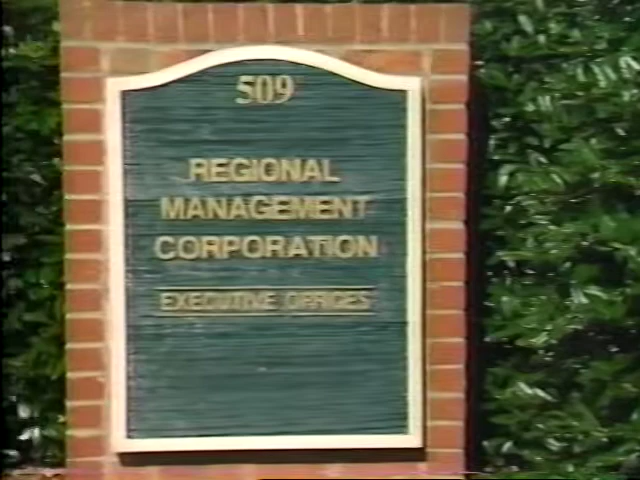 509
REGIONAL
MANAGEMENT
CORPORATION
EXECUTIVE OFFICES